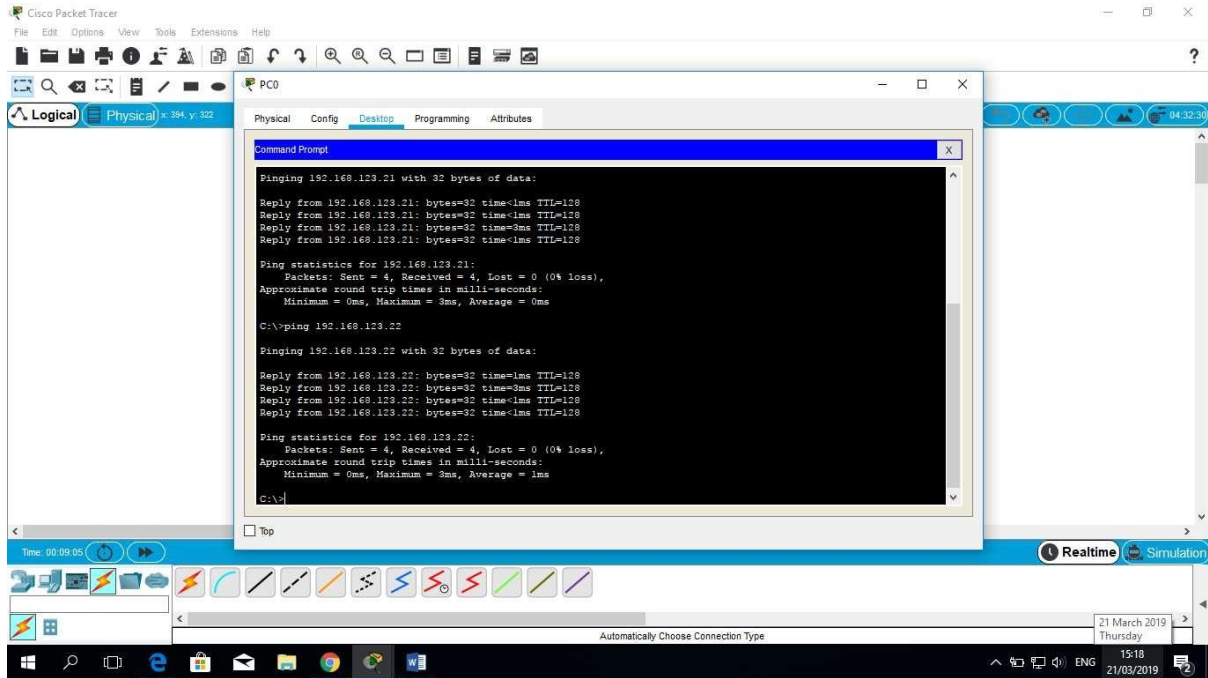 Cisco Packet Tracer
File Edit Options View Tools Extensions Help
?
PC0
Logical Physical x: 394, y: 322
04:32:30
Physical Config Desktop Programming Attributes
Command Prompt X
Pinging 192.168.123.21 with 32 bytes of data:
Reply from 192.168.123.21: bytes=32 time<1ms TTL=128
Reply from 192.168.123.21: bytes=32 time<1ms TTL=128
Reply from 192.168.123.21: bytes=32 time=3ms TTL=128
Reply from 192.168.123.21: bytes=32 time<1ms TTL=128
Ping statistics for 192.168.123.21:
Packets: Sent = 4, Received = 4, Lost = 0 (0% loss),
Approximate round trip times in milli-seconds:
Minimum = 0ms, Maximum = 3ms, Average = 0ms
C:\>ping 192.168.123.22
Pinging 192.168.123.22 with 32 bytes of data:
Reply from 192.168.123.22: bytes=32 time=1ms TTL=128
Reply from 192.168.123.22: bytes=32 time=3ms TTL=128
Reply from 192.168.123.22: bytes=32 time<1ms TTL=128
Reply from 192.168.123.22: bytes=32 time<1ms TTL=128
Ping statistics for 192.168.123.22:
Packets: Sent = 4, Received = 4, Lost = 0 (0% loss),
Approximate round trip times in milli-seconds:
Minimum = 0ms, Maximum = 3ms, Average = 1ms
C:\>
Top
Time: 00:09:05
Realtime Simulation
Automatically Choose Connection Type
21 March 2019
Thursday
ENG
15:18
21/03/2019
2